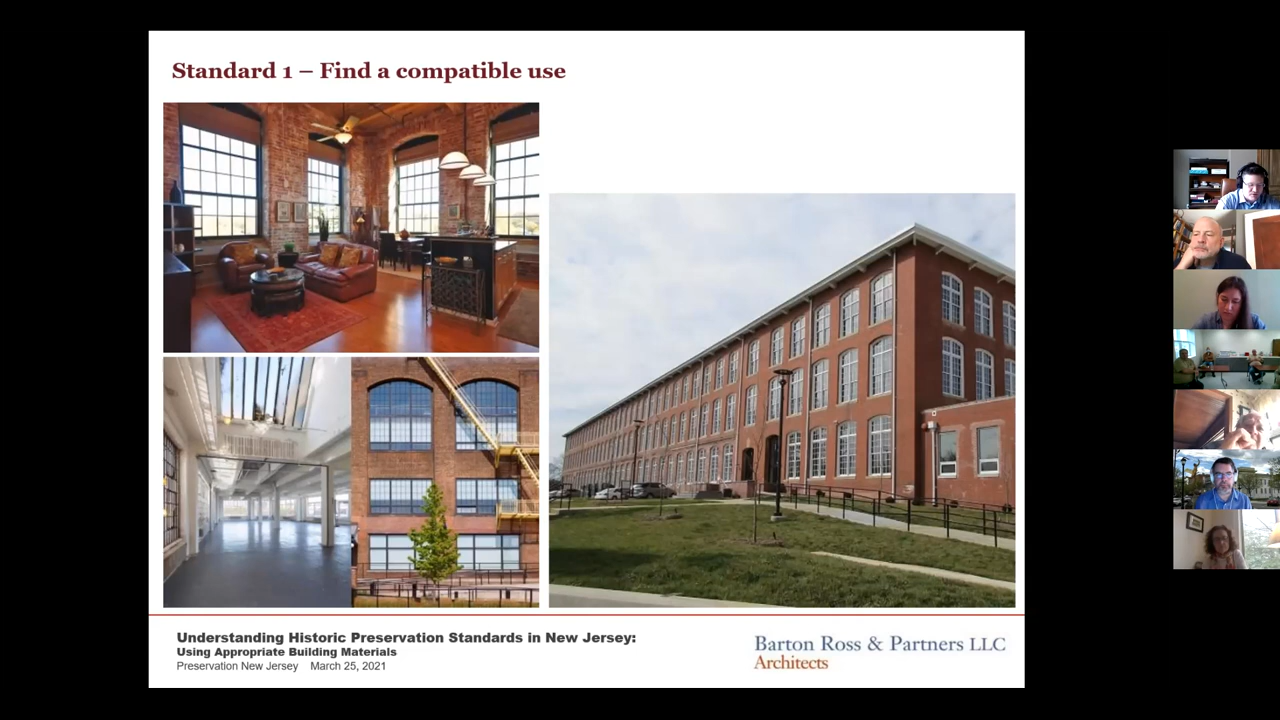 Standard 1 – Find a compatible use
Understanding Historic Preservation Standards in New Jersey:
Using Appropriate Building Materials
Preservation New Jersey March 25, 2021
Barton Ross & Partners LLC
Architects